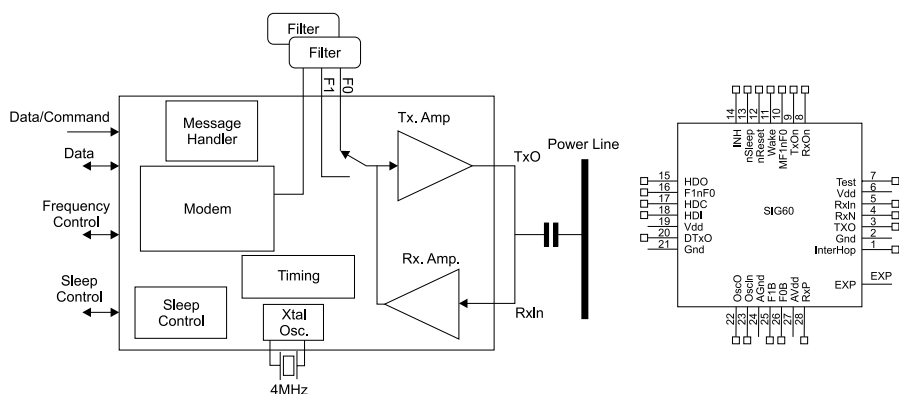 Filter
Filter
F1
F0
Data/Command
Data
Frequency
Control
Sleep
Control
Message
Handler
Modem
Tx. Amp
TxO
Power Line
Timing
Rx. Amp.
RxIn
Sleep
Control
Xtal
Osc.
4MHz
14 13 12 11 10 9 8
INH nSleep nReset Wake MF1nF0 TxOn RxOn
15 HDO
16 F1nF0
17 HDC
18 HDI
19 Vdd
20 DTxO
21 Gnd
SIG60
Test 7
Vdd 6
RxIn 5
RxN 4
TXO 3
Gnd 2
InterHop 1
EXP EXP
OscO OscIn AGnd F1B F0B AVdd RxP
22 23 24 25 26 27 28